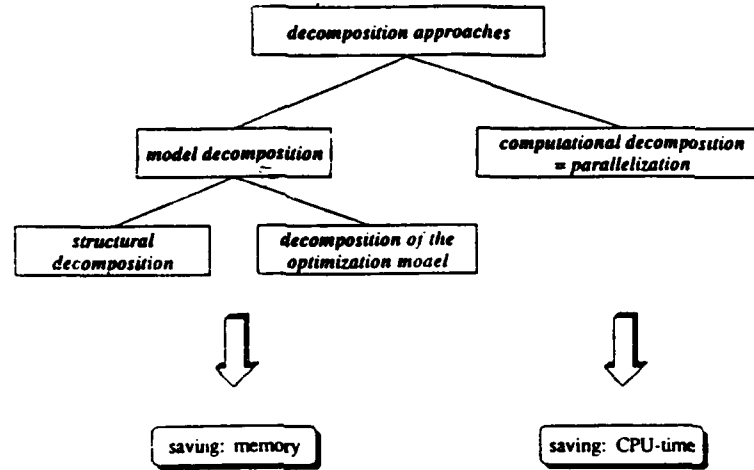 decomposition approaches
model decomposition
computational decomposition
= parallelization
structural
decomposition
decomposition of the
optimization model
saving: memory
saving: CPU-time